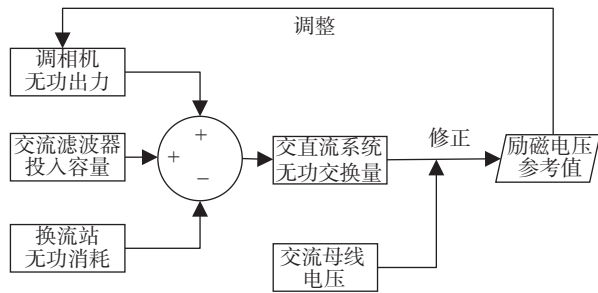 调整
调相机
无功出力
交流滤波器
投入容量
换流站
无功消耗
+
+
−
交直流系统
无功交换量
修正
励磁电压
参考值
交流母线
电压